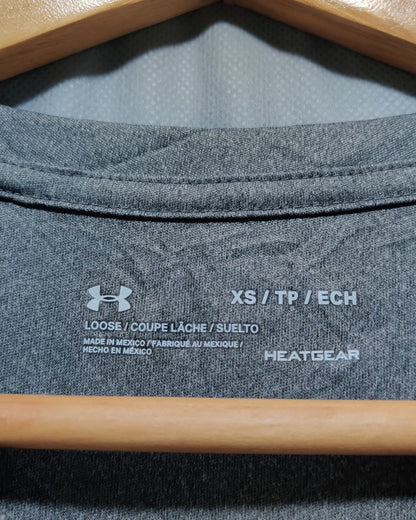 XS / TP / ECH
LOOSE / COUPE LÂCHE / SUELTO
MADE IN MEXICO / FABRIQUÉ AU MEXIQUE /
HECHO EN MÉXICO
HEATGEAR